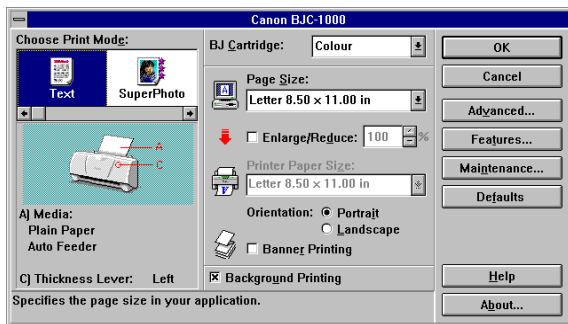 Canon BJC-1000
Choose Print Mode:
Text
SuperPhoto
A
C
A) Media:
Plain Paper
Auto Feeder
C) Thickness Lever: Left
BJ Cartridge: Colour
Page Size:
Letter 8.50 × 11.00 in
Enlarge/Reduce: 100 %
Printer Paper Size:
Letter 8.50 × 11.00 in
Orientation: Portrait
Landscape
Banner Printing
Background Printing
OK
Cancel
Advanced...
Features...
Maintenance...
Defaults
Help
About...
Specifies the page size in your application.